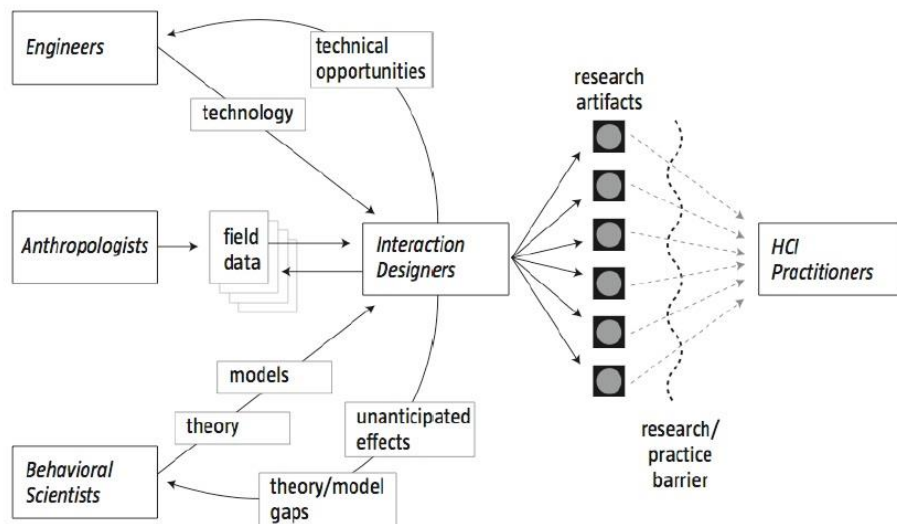 Engineers
technical
opportunities
technology
research
artifacts
Anthropologists
field
data
Interaction
Designers
HCI
Practitioners
models
theory
unanticipated
effects
Behavioral
Scientists
theory/model
gaps
research/
practice
barrier